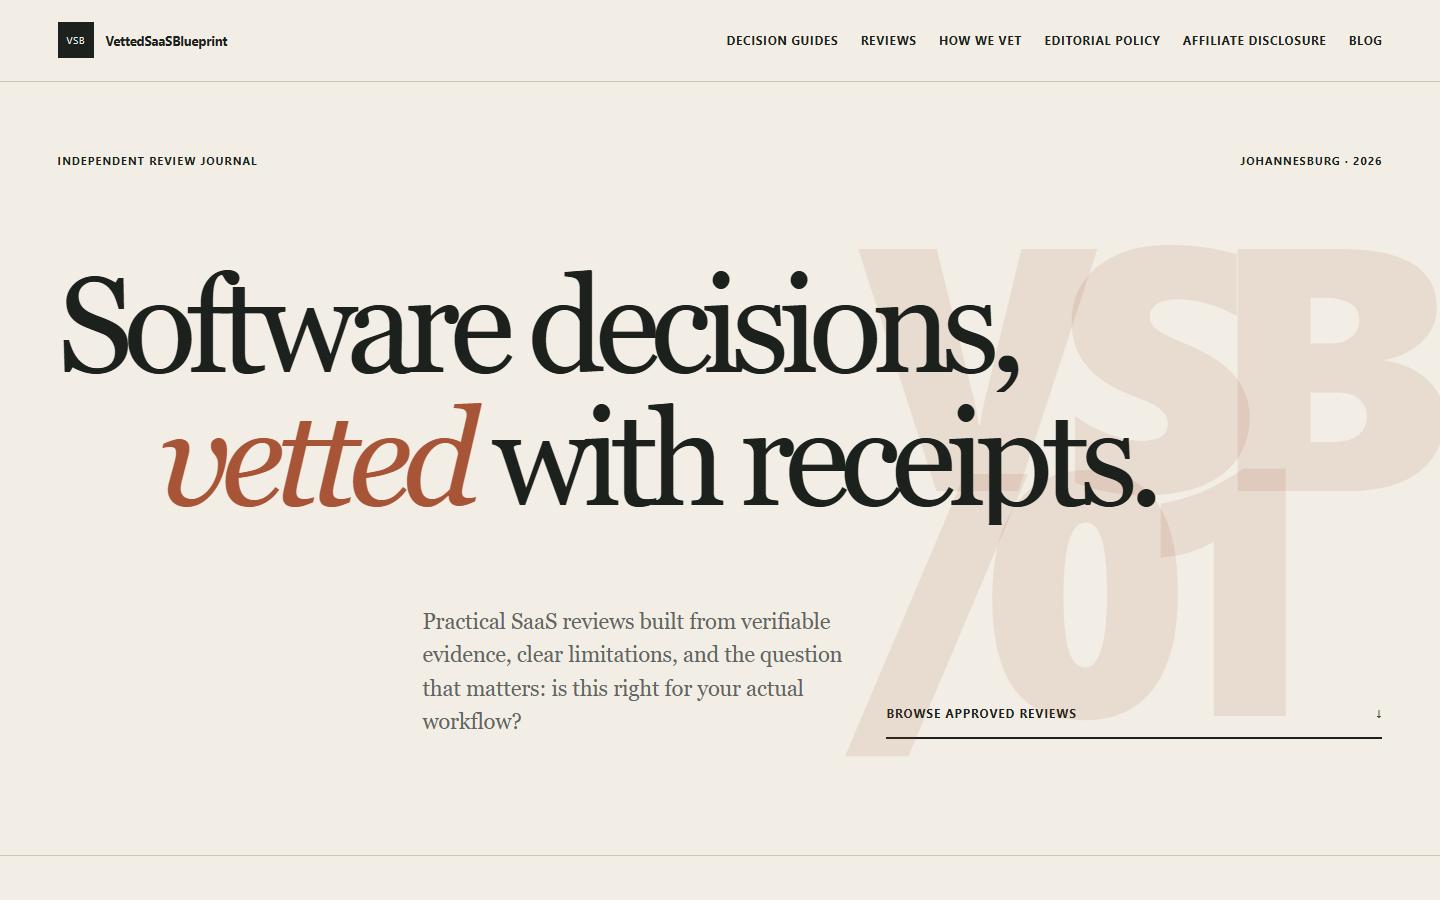 VSB
VettedSaaSBlueprint
DECISION GUIDES
REVIEWS
HOW WE VET
EDITORIAL POLICY
AFFILIATE DISCLOSURE
BLOG
INDEPENDENT REVIEW JOURNAL
JOHANNESBURG · 2026
VSB
/01
Software decisions,
vetted with receipts.
Practical SaaS reviews built from verifiable
evidence, clear limitations, and the question
that matters: is this right for your actual
workflow?
BROWSE APPROVED REVIEWS ↓